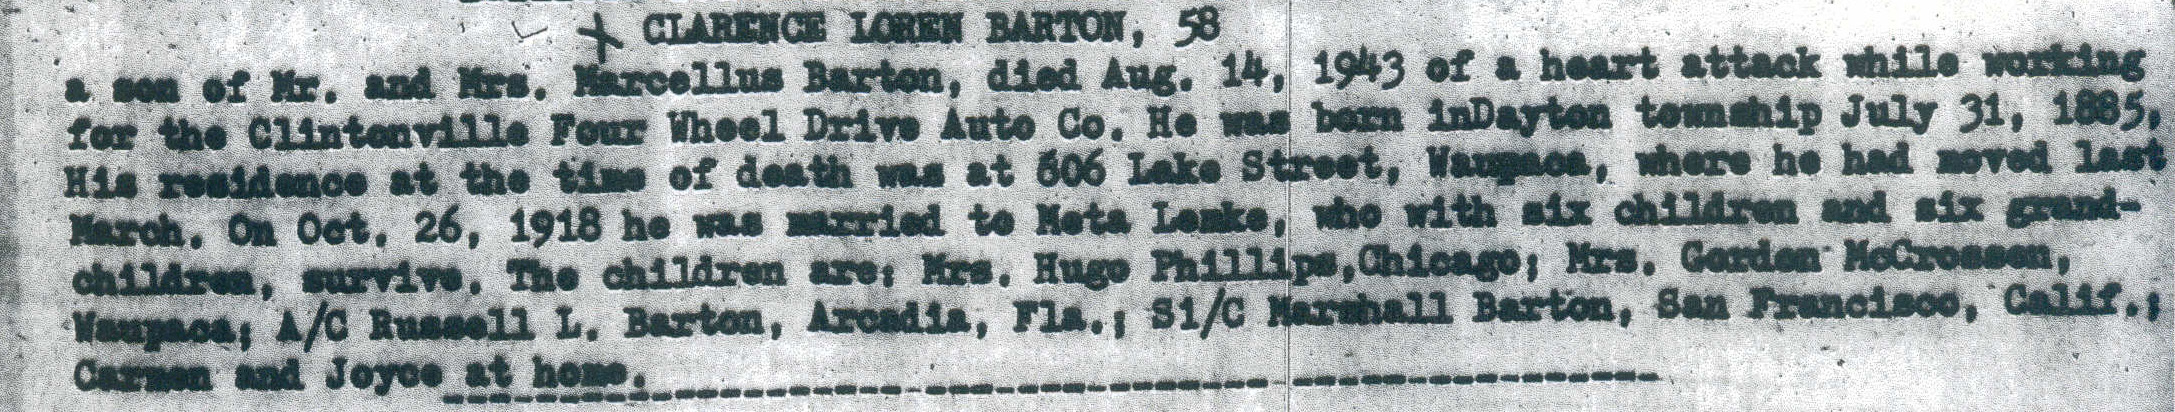 CLARENCE LOREN BARTON, 58
a son of Mr. and Mrs. Marcellus Barton, died Aug. 14, 1943 of a heart attack while working
for the Clintonville Four Wheel Drive Auto Co. He was born inDayton township July 31, 1885.
His residence at the time of death was at 606 Lake Street, Waupaca, where he had moved last
March. On Oct. 26, 1918 he was married to Meta Lemke, who with six children and six grand-
children, survive. The children are: Mrs. Hugo Phillips,Chicago; Mrs. Gordon McCrossen,
Waupaca; A/C Russell L. Barton, Arcadia, Fla.; S1/C Marshall Barton, San Francisco, Calif.;
Carmen and Joyce at home.